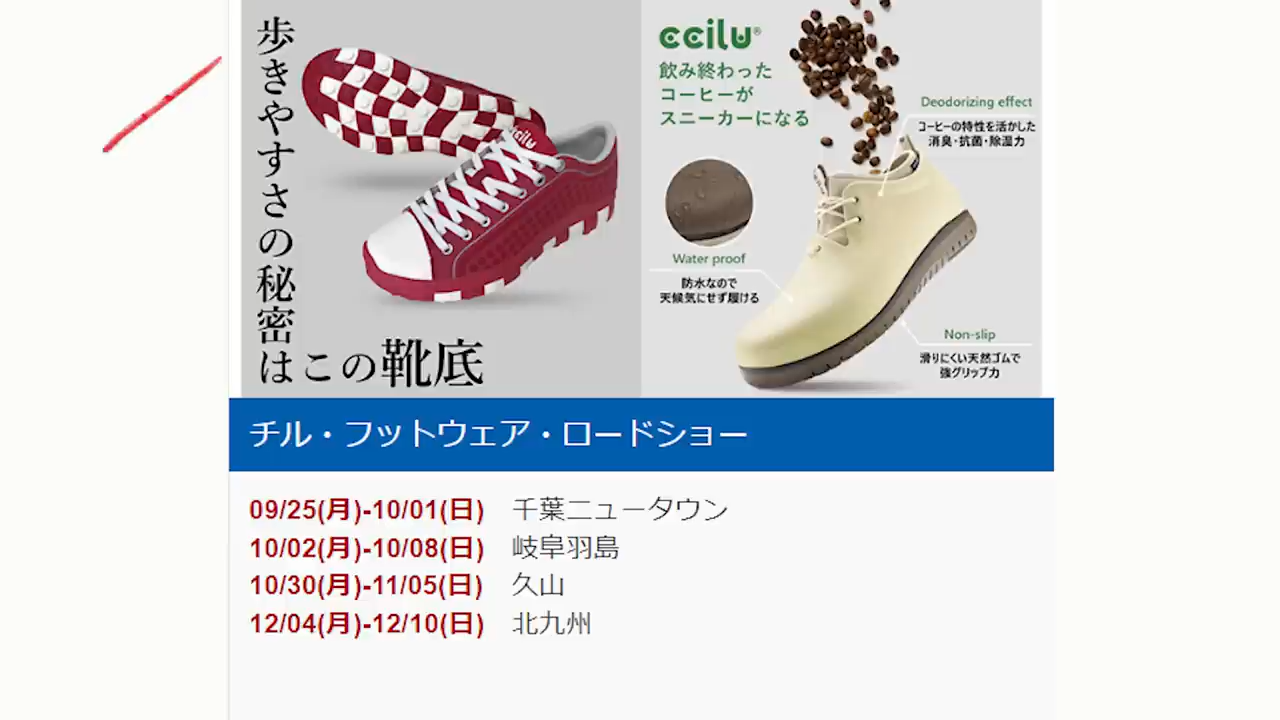 歩きやすさの秘密は
この靴底
ccilu
ccilu®
飲み終わった
コーヒーが
スニーカーになる
Deodorizing effect
コーヒーの特性を活かした
消臭・抗菌・除湿力
Water proof
防水なので
天候気にせず履ける
Non-slip
滑りにくい天然ゴムで
強グリップ力
チル・フットウェア・ロードショー
09/25(月)-10/01(日) 千葉ニュータウン
10/02(月)-10/08(日) 岐阜羽島
10/30(月)-11/05(日) 久山
12/04(月)-12/10(日) 北九州